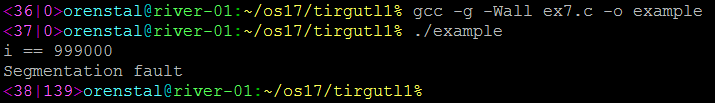 <36|0>orenstal@river-01:~/os17/tirgutl1% gcc -g -Wall ex7.c -o example
<37|0>orenstal@river-01:~/os17/tirgutl1% ./example
i == 999000
Segmentation fault
<38|139>orenstal@river-01:~/os17/tirgutl1%